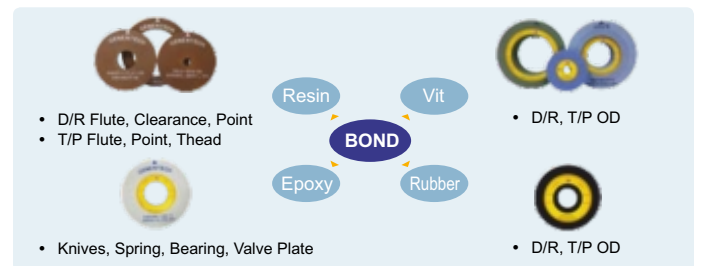 Resin
Vit
• D/R Flute, Clearance, Point
• T/P Flute, Point, Thead
• D/R, T/P OD
BOND
Epoxy
Rubber
• Knives, Spring, Bearing, Valve Plate
• D/R, T/P OD